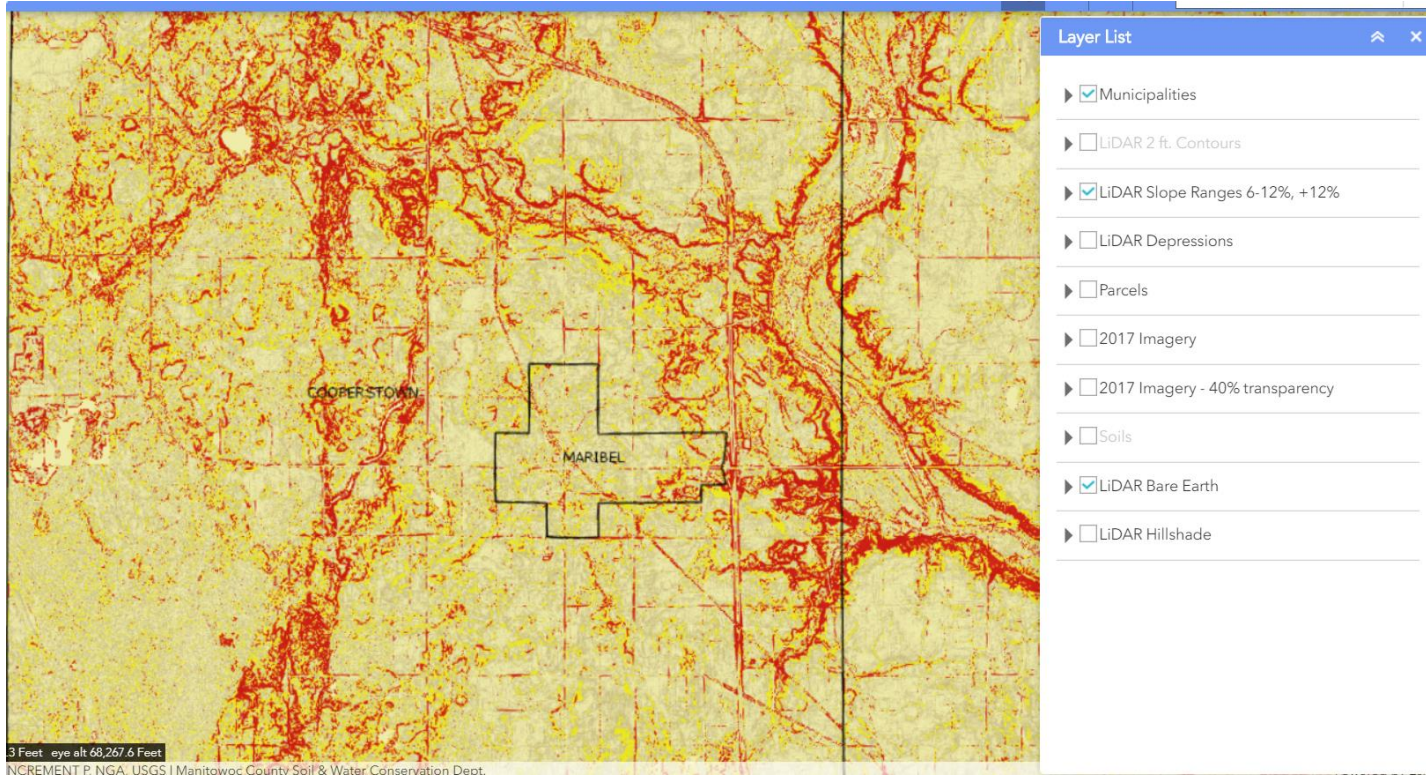 Layer List
Municipalities
LiDAR 2 ft. Contours
LiDAR Slope Ranges 6-12%, +12%
LiDAR Depressions
Parcels
2017 Imagery
2017 Imagery - 40% transparency
Soils
LiDAR Bare Earth
LiDAR Hillshade
COOPERSTOWN
MARIBEL
.3 Feet eye alt 68,267.6 Feet
NCREMENT P, NGA, USGS | Manitowoc County Soil & Water Conservation Dept.